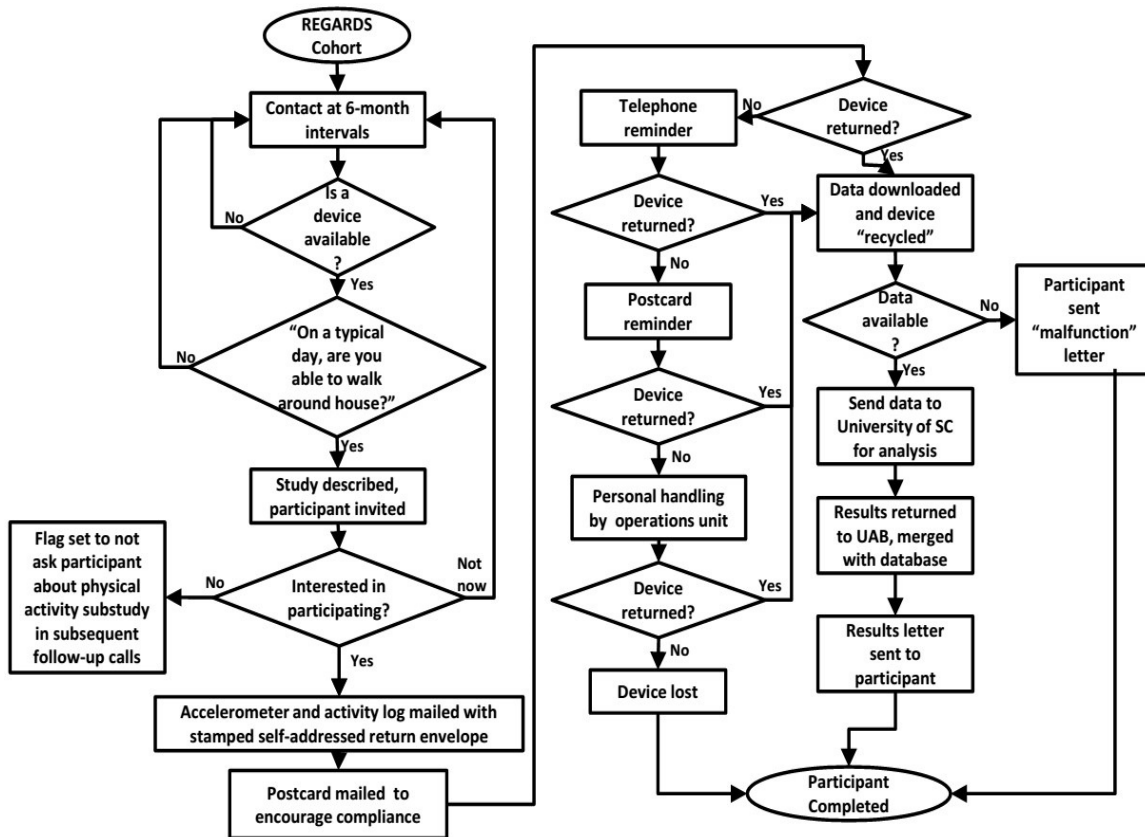 REGARDS
Cohort
Contact at 6-month
intervals
Is a
device
available
?
No
Yes
“On a typical
day, are you
able to walk
around house?”
No
Yes
Study described,
participant invited
Interested in
participating?
No
Not
now
Yes
Flag set to not
ask participant
about physical
activity substudy
in subsequent
follow-up calls
Accelerometer and activity log mailed with
stamped self-addressed return envelope
Postcard mailed to
encourage compliance
Device
returned?
No
Yes
Telephone
reminder
Device
returned?
Yes
No
Postcard
reminder
Device
returned?
Yes
No
Personal handling
by operations unit
Device
returned?
Yes
No
Device lost
Data downloaded
and device
“recycled”
Data
available
?
No
Yes
Participant
sent
“malfunction”
letter
Send data to
University of SC
for analysis
Results returned
to UAB, merged
with database
Results letter
sent to
participant
Participant
Completed